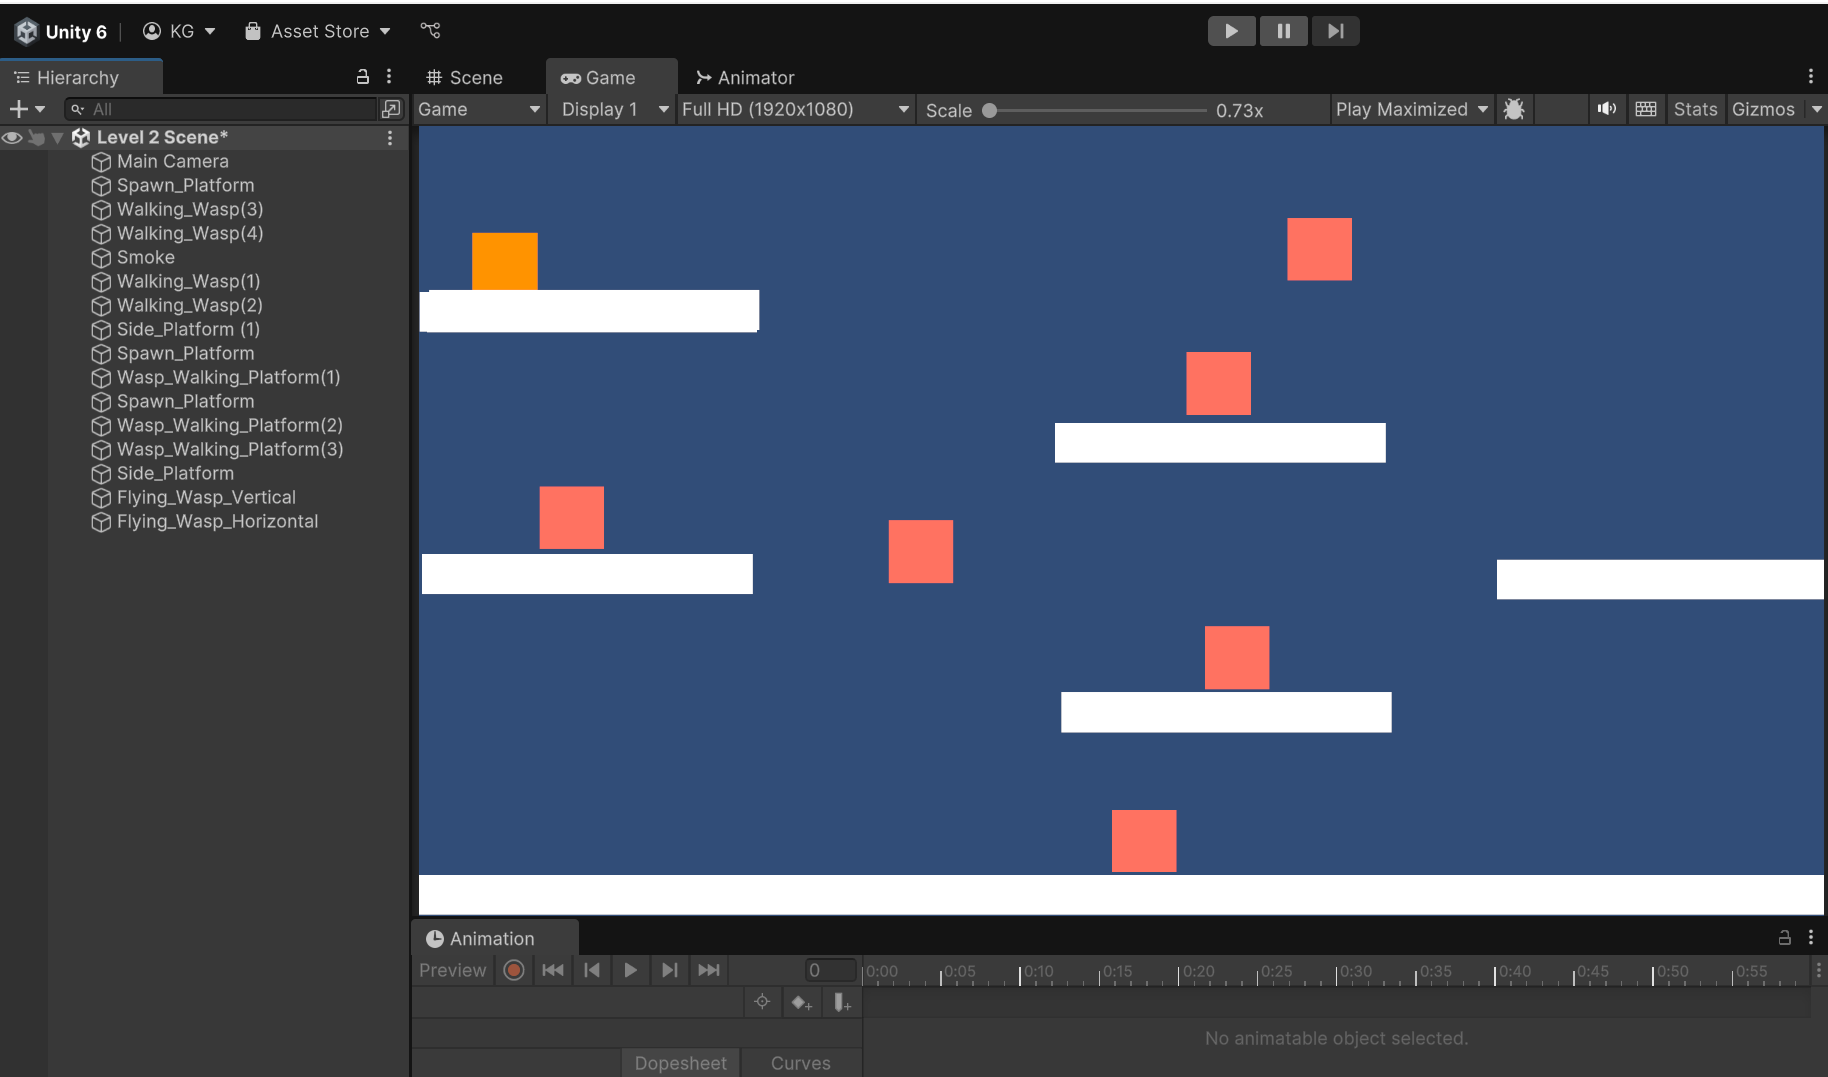 Unity 6 KG Asset Store
Hierarchy Scene Game Animator
All Game Display 1 Full HD (1920x1080) Scale 0.73x Play Maximized Stats Gizmos
Level 2 Scene*
Main Camera
Spawn_Platform
Walking_Wasp(3)
Walking_Wasp(4)
Smoke
Walking_Wasp(1)
Walking_Wasp(2)
Side_Platform (1)
Spawn_Platform
Wasp_Walking_Platform(1)
Spawn_Platform
Wasp_Walking_Platform(2)
Wasp_Walking_Platform(3)
Side_Platform
Flying_Wasp_Vertical
Flying_Wasp_Horizontal
Animation
Preview 0 0:00 0:05 0:10 0:15 0:20 0:25 0:30 0:35 0:40 0:45 0:50 0:55
No animatable object selected.
Dopesheet Curves